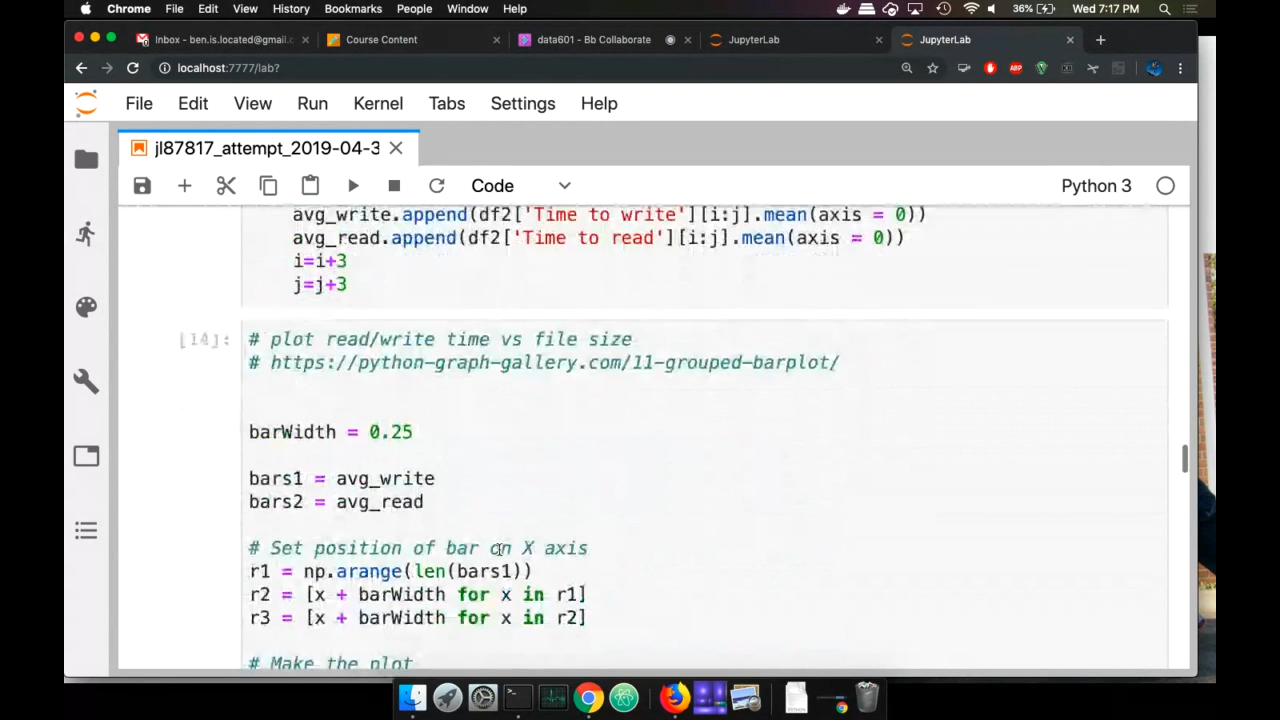 Chrome File Edit View History Bookmarks People Window Help 36% Wed 7:17 PM
Inbox - ben.is.located@gmail.c Course Content data601 - Bb Collaborate JupyterLab JupyterLab
localhost:7777/lab? ABP
File Edit View Run Kernel Tabs Settings Help
jl87817_attempt_2019-04-3
Code Python 3
avg_write.append(df2['Time to write'][i:j].mean(axis = 0))
avg_read.append(df2['Time to read'][i:j].mean(axis = 0))
i=i+3
j=j+3
[14]: # plot read/write time vs file size
# https://python-graph-gallery.com/11-grouped-barplot/
barWidth = 0.25
bars1 = avg_write
bars2 = avg_read
# Set position of bar on X axis
r1 = np.arange(len(bars1))
r2 = [x + barWidth for x in r1]
r3 = [x + barWidth for x in r2]
# Make the plot